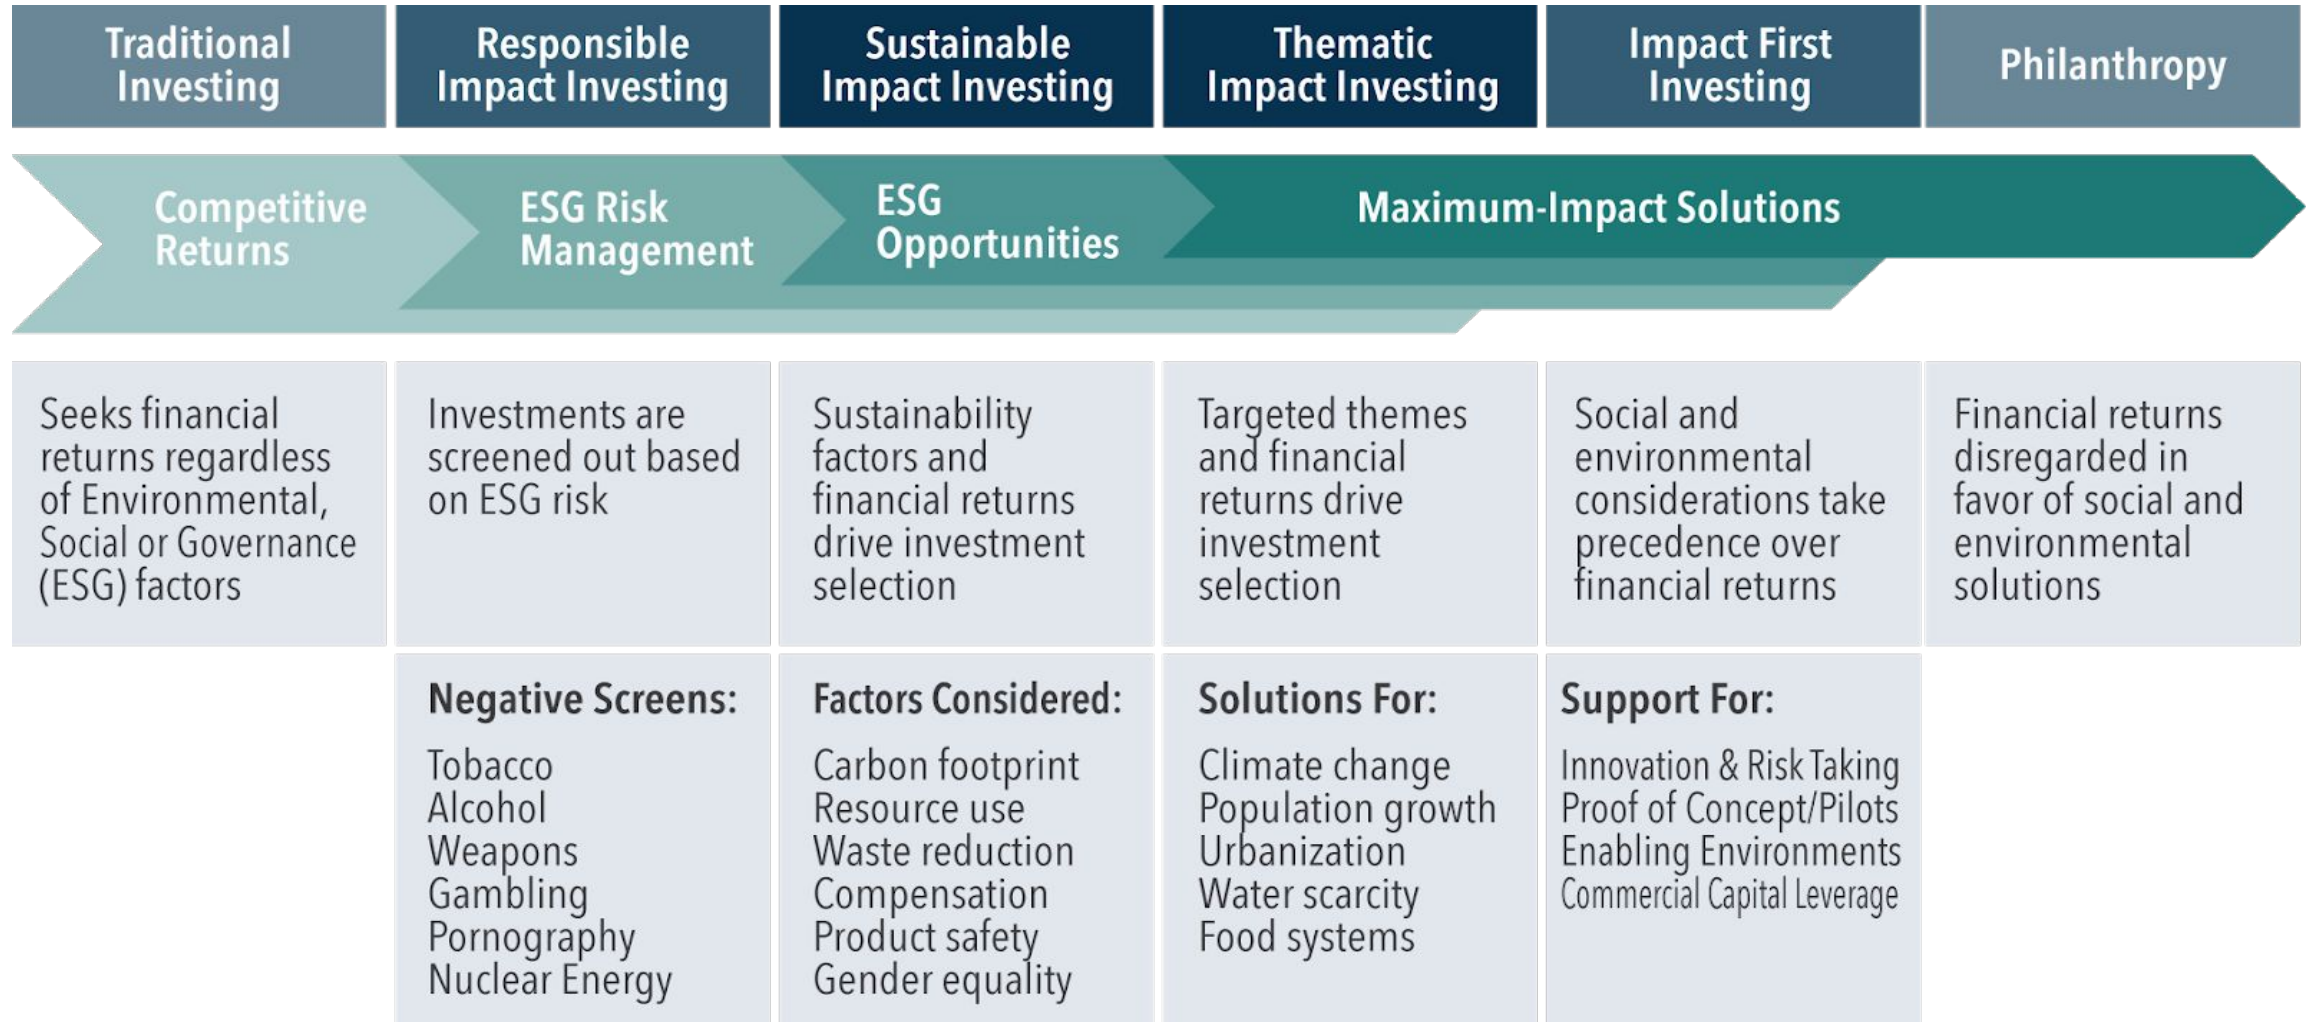 Traditional
Investing
Responsible
Impact Investing
Sustainable
Impact Investing
Thematic
Impact Investing
Impact First
Investing
Philanthropy
Competitive
Returns
ESG Risk
Management
ESG
Opportunities
Maximum-Impact Solutions
Seeks financial
returns regardless
of Environmental,
Social or Governance
(ESG) factors
Investments are
screened out based
on ESG risk
Sustainability
factors and
financial returns
drive investment
selection
Targeted themes
and financial
returns drive
investment
selection
Social and
environmental
considerations take
precedence over
financial returns
Financial returns
disregarded in
favor of social and
environmental
solutions
Negative Screens:
Tobacco
Alcohol
Weapons
Gambling
Pornography
Nuclear Energy
Factors Considered:
Carbon footprint
Resource use
Waste reduction
Compensation
Product safety
Gender equality
Solutions For:
Climate change
Population growth
Urbanization
Water scarcity
Food systems
Support For:
Innovation & Risk Taking
Proof of Concept/Pilots
Enabling Environments
Commercial Capital Leverage